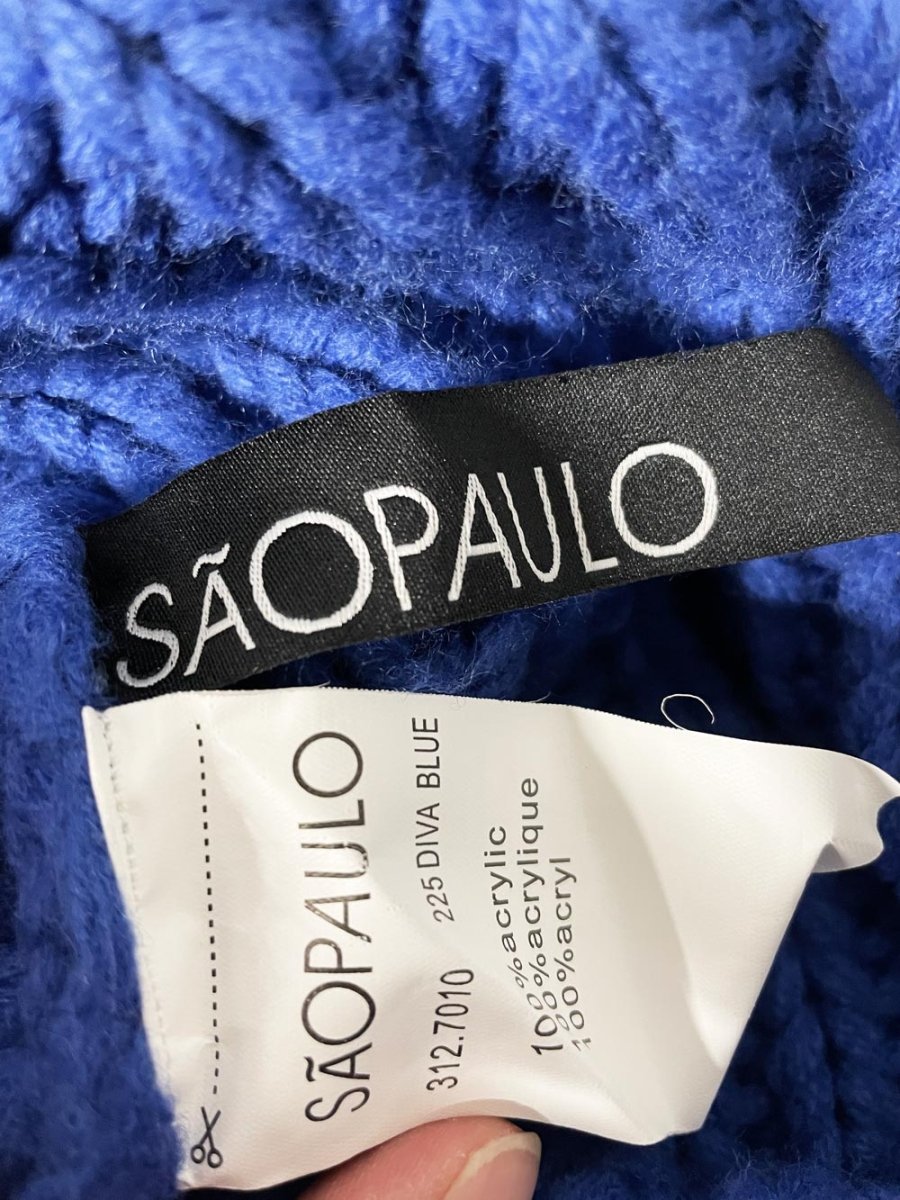 SÃOPAULO
SÃOPAULO
312.7010 225 DIVA BLUE
100%acrylic
100%acrylique
100%acryl